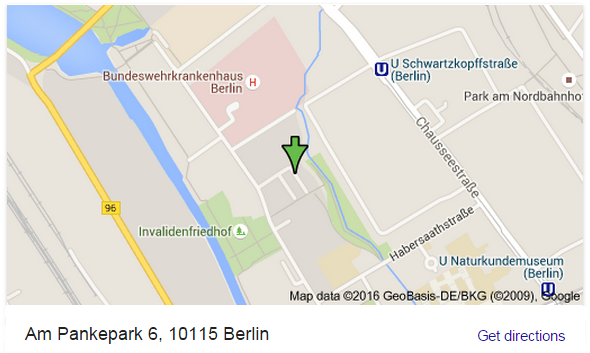 U Schwartzkopffstraße
(Berlin)
Bundeswehrkrankenhaus
Berlin
H
Park am Nordbahnho
Chausseestraße
96
Invalidenfriedhof
Habersaathstraße
U Naturkundemuseum
(Berlin)
Map data ©2016 GeoBasis-DE/BKG (©2009), Google
Am Pankepark 6, 10115 Berlin
Get directions